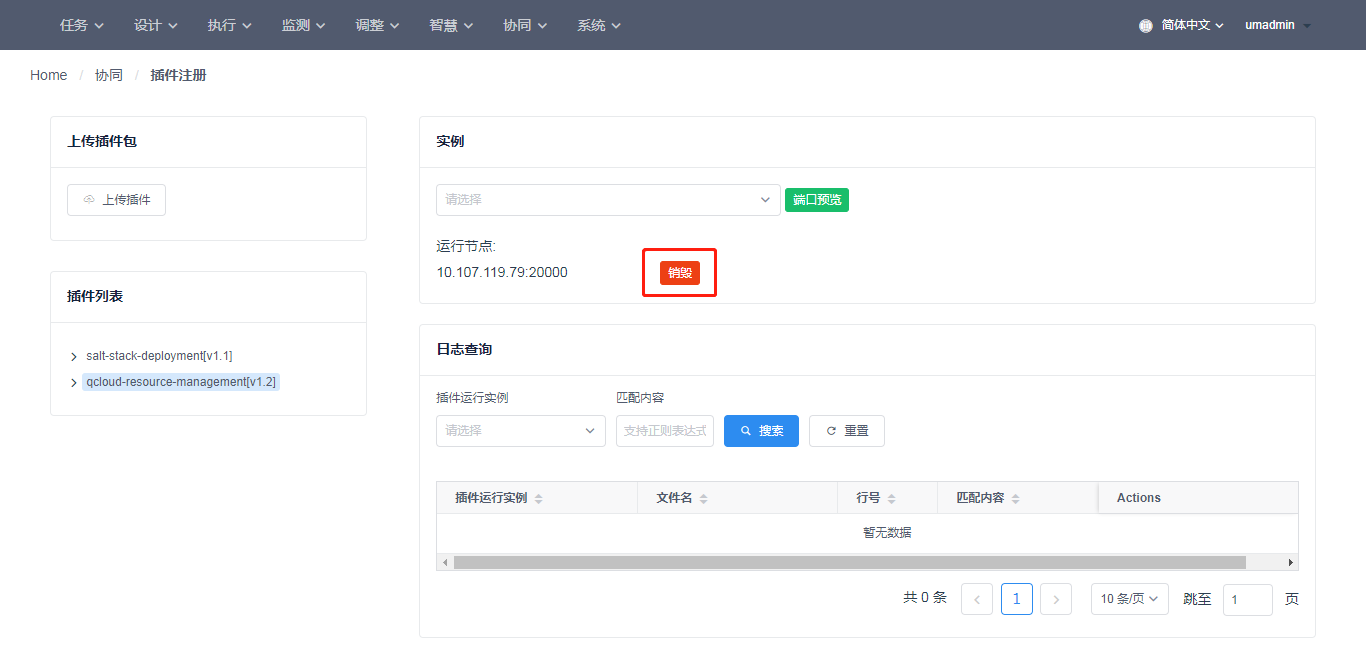 任务 设计 执行 监测 调整 智慧 协同 系统 简体中文 umadmin
Home / 协同 / 插件注册
上传插件包
上传插件
插件列表
salt-stack-deployment[v1.1]
qcloud-resource-management[v1.2]
实例
请选择 端口预览
运行节点:
10.107.119.79:20000 销毁
日志查询
插件运行实例 匹配内容
请选择 支持正则表达式 搜索 重置
插件运行实例 文件名 行号 匹配内容 Actions
暂无数据
共 0 条 1 10 条/页 跳至 1 页